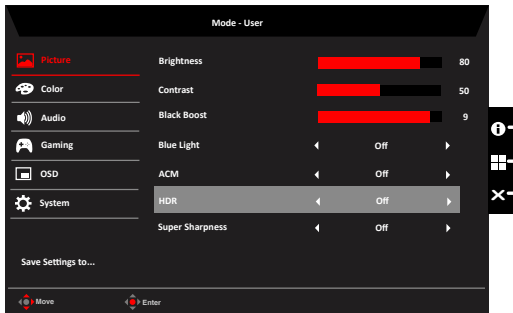 Mode - User
Picture
Brightness 80
Color
Contrast 50
Audio
Black Boost 9
Gaming
Blue Light Off
OSD
ACM Off
System
HDR Off
Super Sharpness Off
Save Settings to...
Move Enter